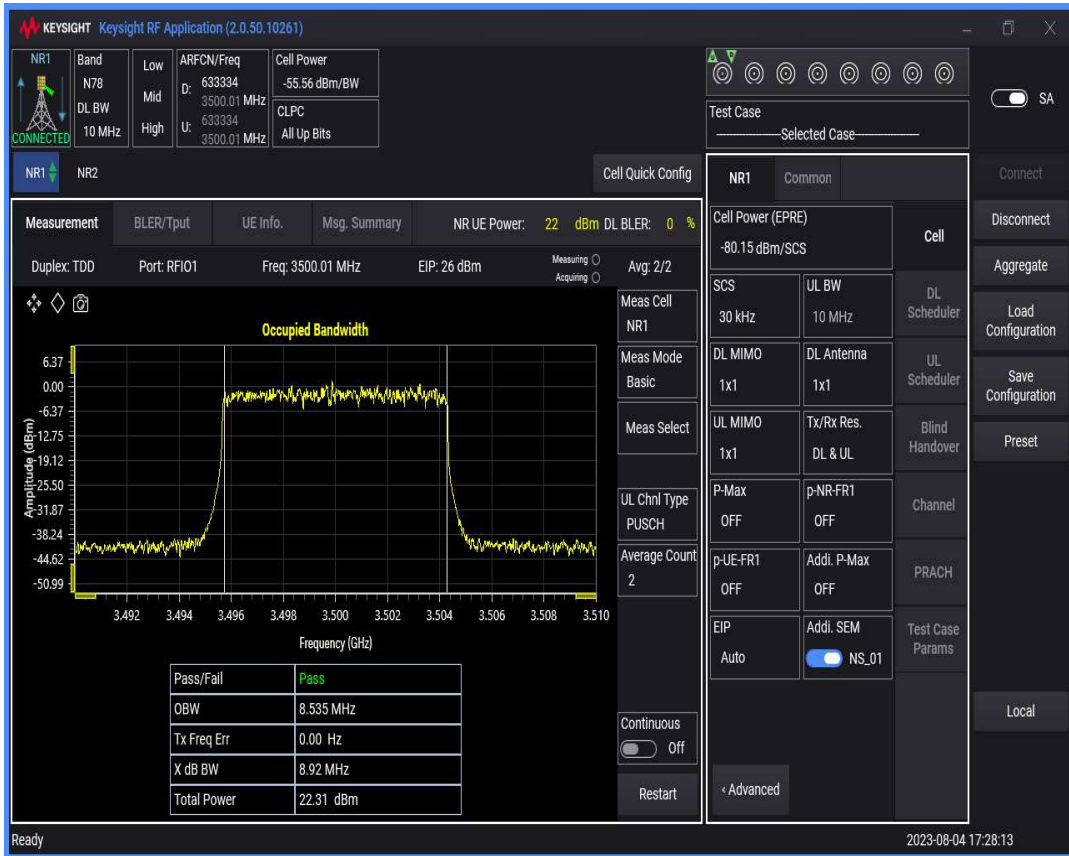 KEYSIGHT Keysight RF Application (2.0.50.10261)
NR1
CONNECTED
Band
N78
DL BW
10 MHz
Low
Mid
High
ARFCN/Freq
D: 633334
3500.01 MHz
U: 633334
3500.01 MHz
Cell Power
-55.56 dBm/BW
CLPC
All Up Bits
Test Case
Selected Case
SA
NR1 NR2
Cell Quick Config
Measurement BLER/Tput UE Info. Msg. Summary NR UE Power: 22 dBm DL BLER: 0 %
Duplex: TDD Port: RFIO1 Freq: 3500.01 MHz EIP: 26 dBm Measuring Avg: 2/2
Acquiring
Occupied Bandwidth
Amplitude (dBm)
6.37
0.00
-6.37
-12.75
-19.12
-25.50
-31.87
-38.24
-44.62
-50.99
3.492 3.494 3.496 3.498 3.500 3.502 3.504 3.506 3.508 3.510
Frequency (GHz)
Pass/Fail Pass
OBW 8.535 MHz
Tx Freq Err 0.00 Hz
X dB BW 8.92 MHz
Total Power 22.31 dBm
Meas Cell
NR1
Meas Mode
Basic
Meas Select
UL Chnl Type
PUSCH
Average Count
2
Continuous
Off
Restart
NR1 Common
Cell Power (EPRE)
-80.15 dBm/SCS
SCS UL BW
30 kHz 10 MHz
DL MIMO DL Antenna
1x1 1x1
UL MIMO Tx/Rx Res.
1x1 DL & UL
P-Max p-NR-FR1
OFF OFF
p-UE-FR1 Addi. P-Max
OFF OFF
EIP Addi. SEM
Auto NS_01
‹ Advanced
Cell
DL
Scheduler
UL
Scheduler
Blind
Handover
Channel
PRACH
Test Case
Params
Connect
Disconnect
Aggregate
Load
Configuration
Save
Configuration
Preset
Local
Ready
2023-08-04 17:28:13